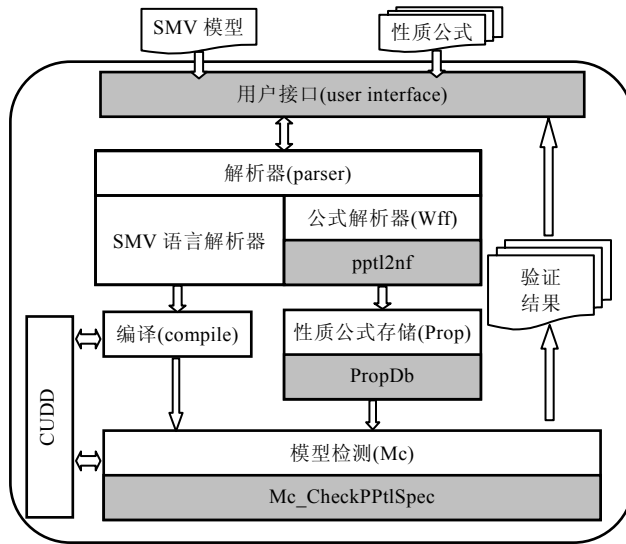 SMV 模型
性质公式
用户接口(user interface)
解析器(parser)
SMV 语言解析器
公式解析器(Wff)
pptl2nf
验证
结果
编译(compile)
性质公式存储(Prop)
PropDb
CUDD
模型检测(Mc)
Mc_CheckPPtlSpec